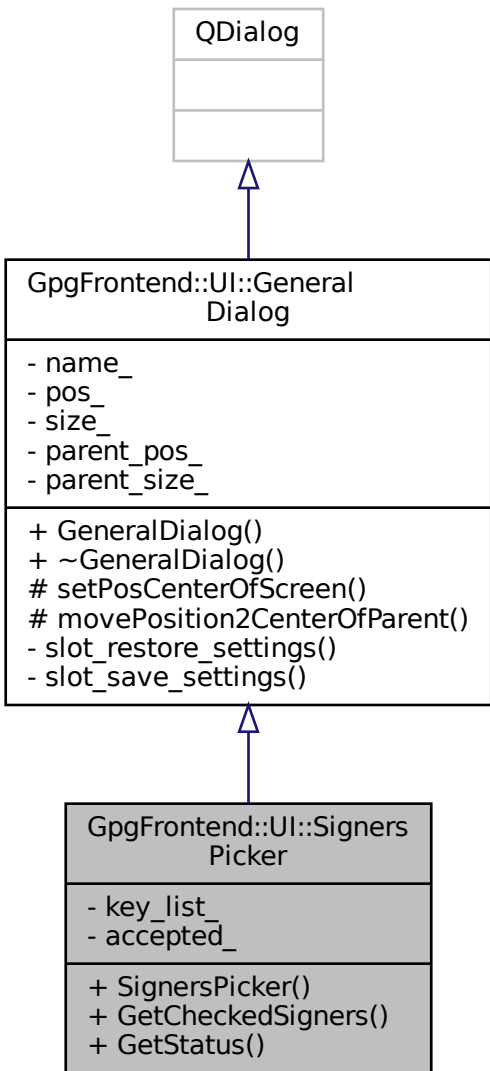 QDialog
GpgFrontend::UI::General
Dialog
- name_
- pos_
- size_
- parent_pos_
- parent_size_
+ GeneralDialog()
+ ~GeneralDialog()
# setPosCenterOfScreen()
# movePosition2CenterOfParent()
- slot_restore_settings()
- slot_save_settings()
GpgFrontend::UI::Signers
Picker
- key_list_
- accepted_
+ SignersPicker()
+ GetCheckedSigners()
+ GetStatus()